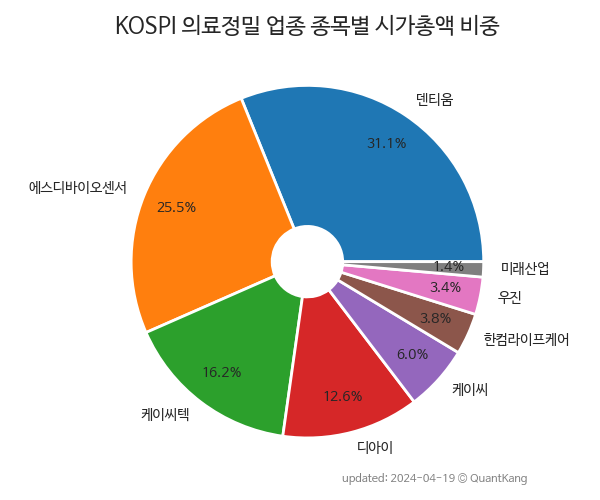 KOSPI 의료정밀 업종 종목별 시가총액 비중
덴티움
31.1%
에스디바이오센서
25.5%
미래산업
1.4%
우진
3.4%
한컴라이프케어
3.8%
케이씨
6.0%
케이씨텍
16.2%
디아이
12.6%
updated: 2024-04-19 © QuantKang